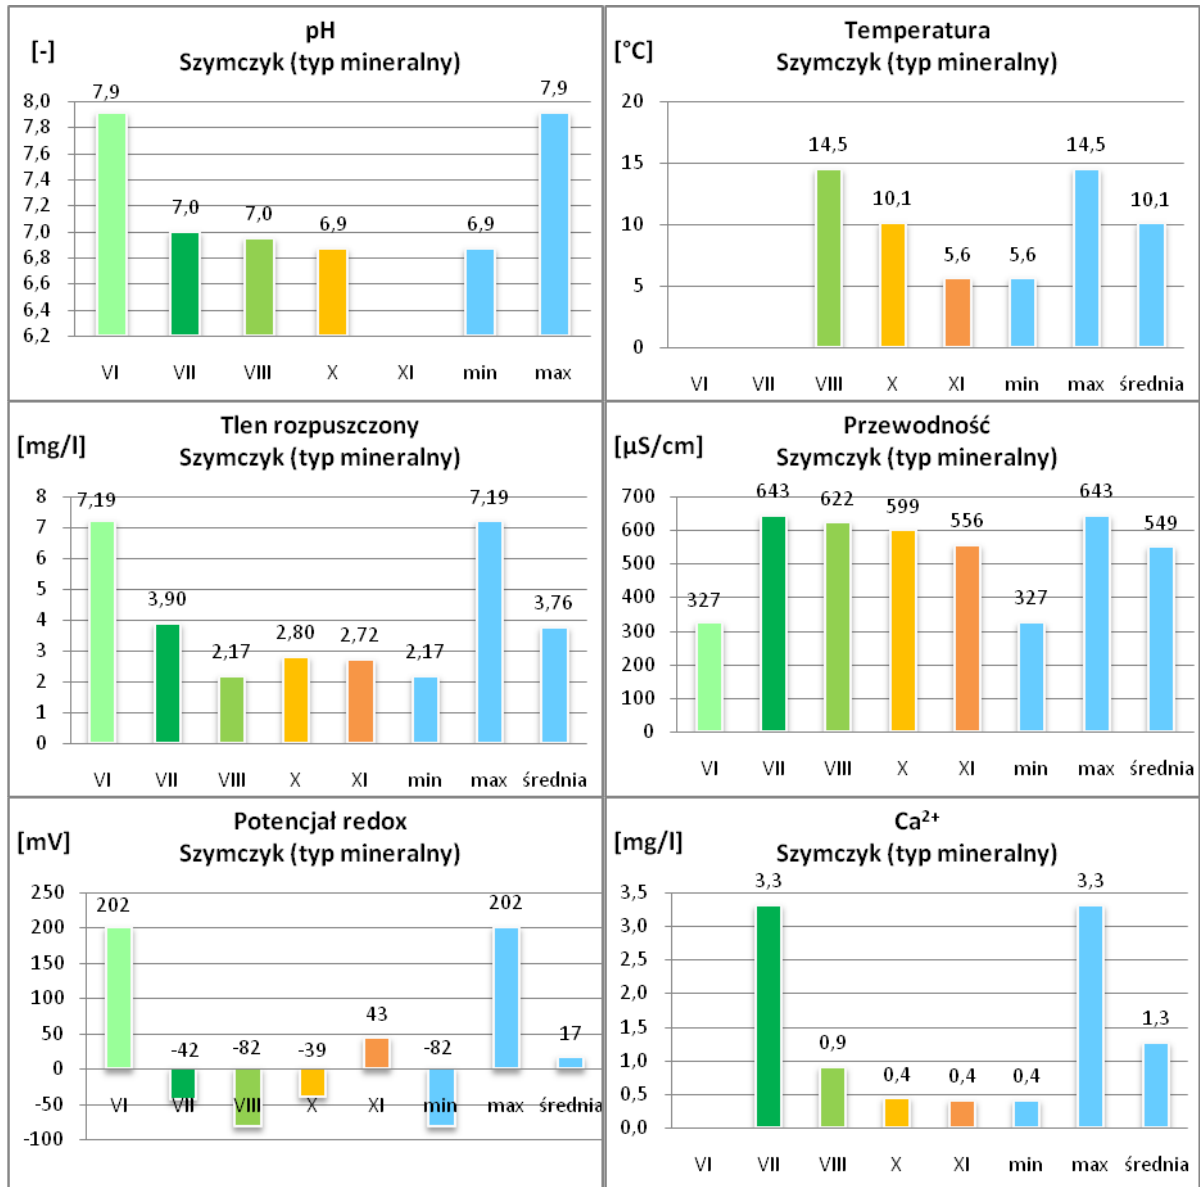 pH
Szymczyk (typ mineralny)
[-]
7,9 7,0 7,0 6,9 6,9 7,9
8,0
7,8
7,6
7,4
7,2
7,0
6,8
6,6
6,4
6,2
VI VII VIII X XI min max
Temperatura
Szymczyk (typ mineralny)
[°C]
14,5 10,1 5,6 5,6 14,5 10,1
20
15
10
5
0
VI VII VIII X XI min max średnia
Tlen rozpuszczony
Szymczyk (typ mineralny)
[mg/l]
7,19 3,90 2,17 2,80 2,72 2,17 7,19 3,76
8
7
6
5
4
3
2
1
0
VI VII VIII X XI min max średnia
Przewodność
Szymczyk (typ mineralny)
[µS/cm]
327 643 622 599 556 327 643 549
700
600
500
400
300
200
100
0
VI VII VIII X XI min max średnia
Potencjał redox
Szymczyk (typ mineralny)
[mV]
202 -42 -82 -39 43 -82 202 17
250
200
150
100
50
0
-50
-100
VI VII VIII X XI min max średnia
Ca²⁺
Szymczyk (typ mineralny)
[mg/l]
3,3 0,9 0,4 0,4 0,4 3,3 1,3
3,5
3,0
2,5
2,0
1,5
1,0
0,5
0,0
VI VII VIII X XI min max średnia